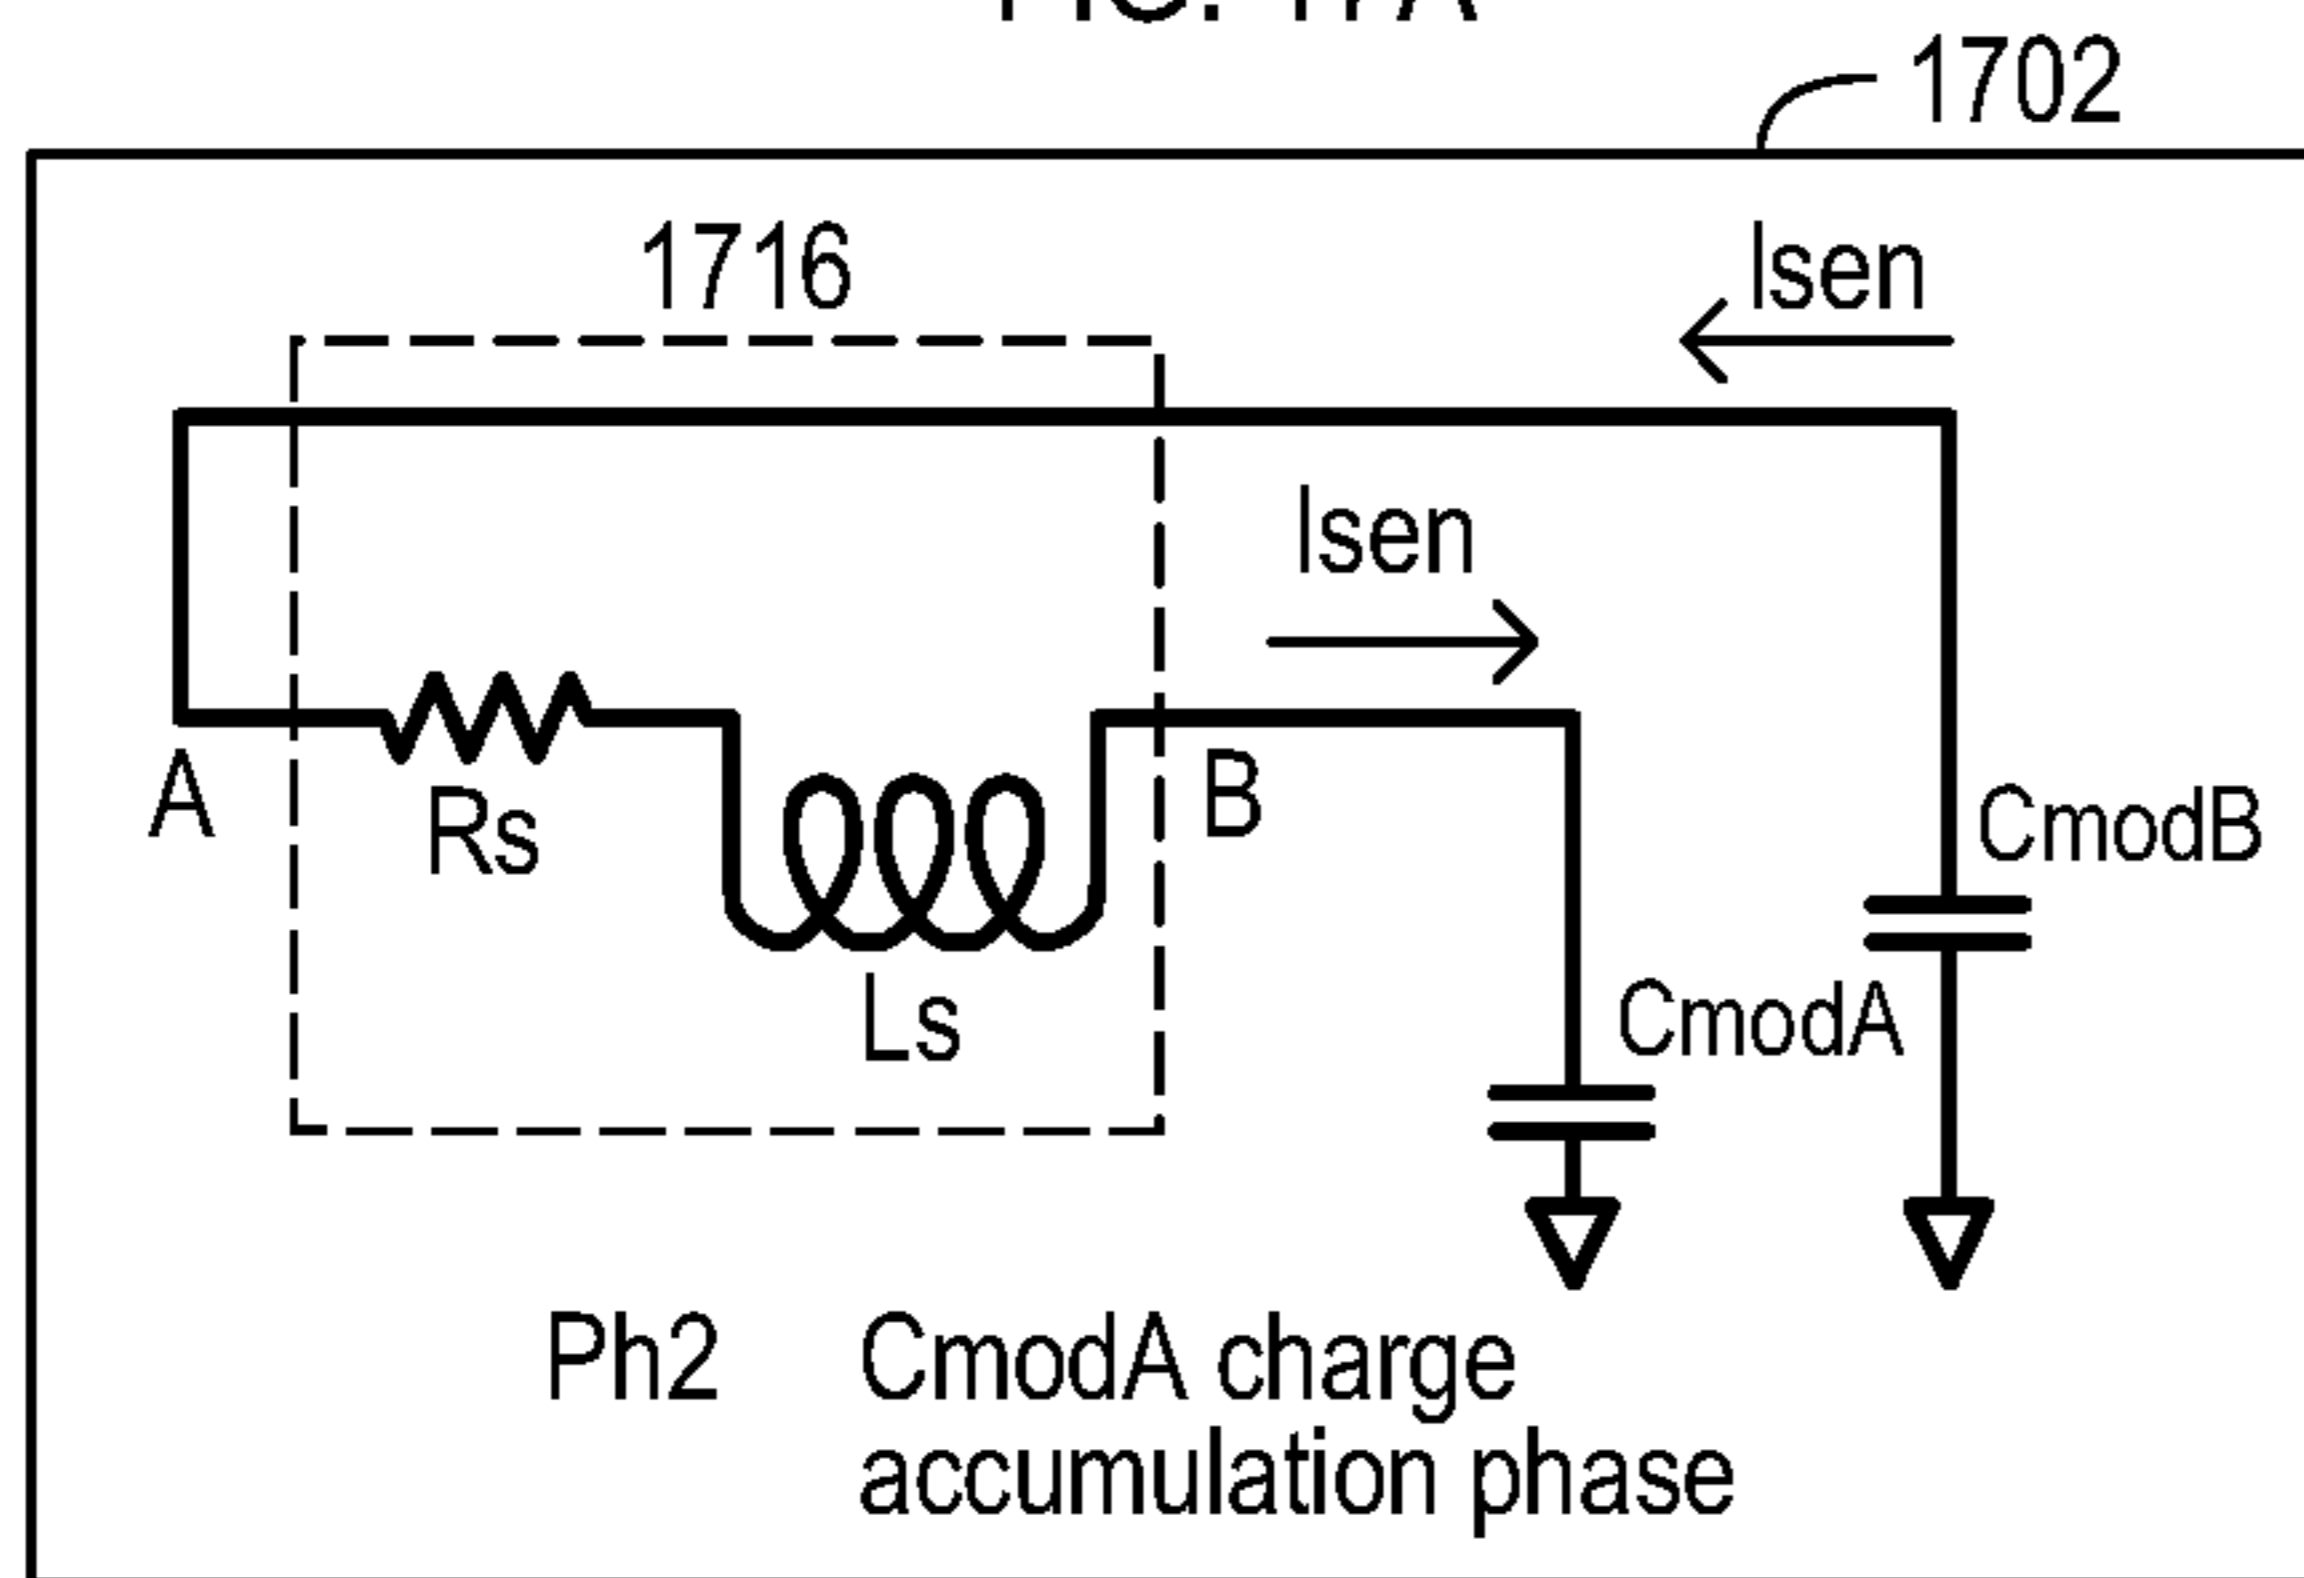 1702
1716
Isen
Isen
A
Rs
B
CmodB
Ls
CmodA
Ph2 CmodA charge
accumulation phase